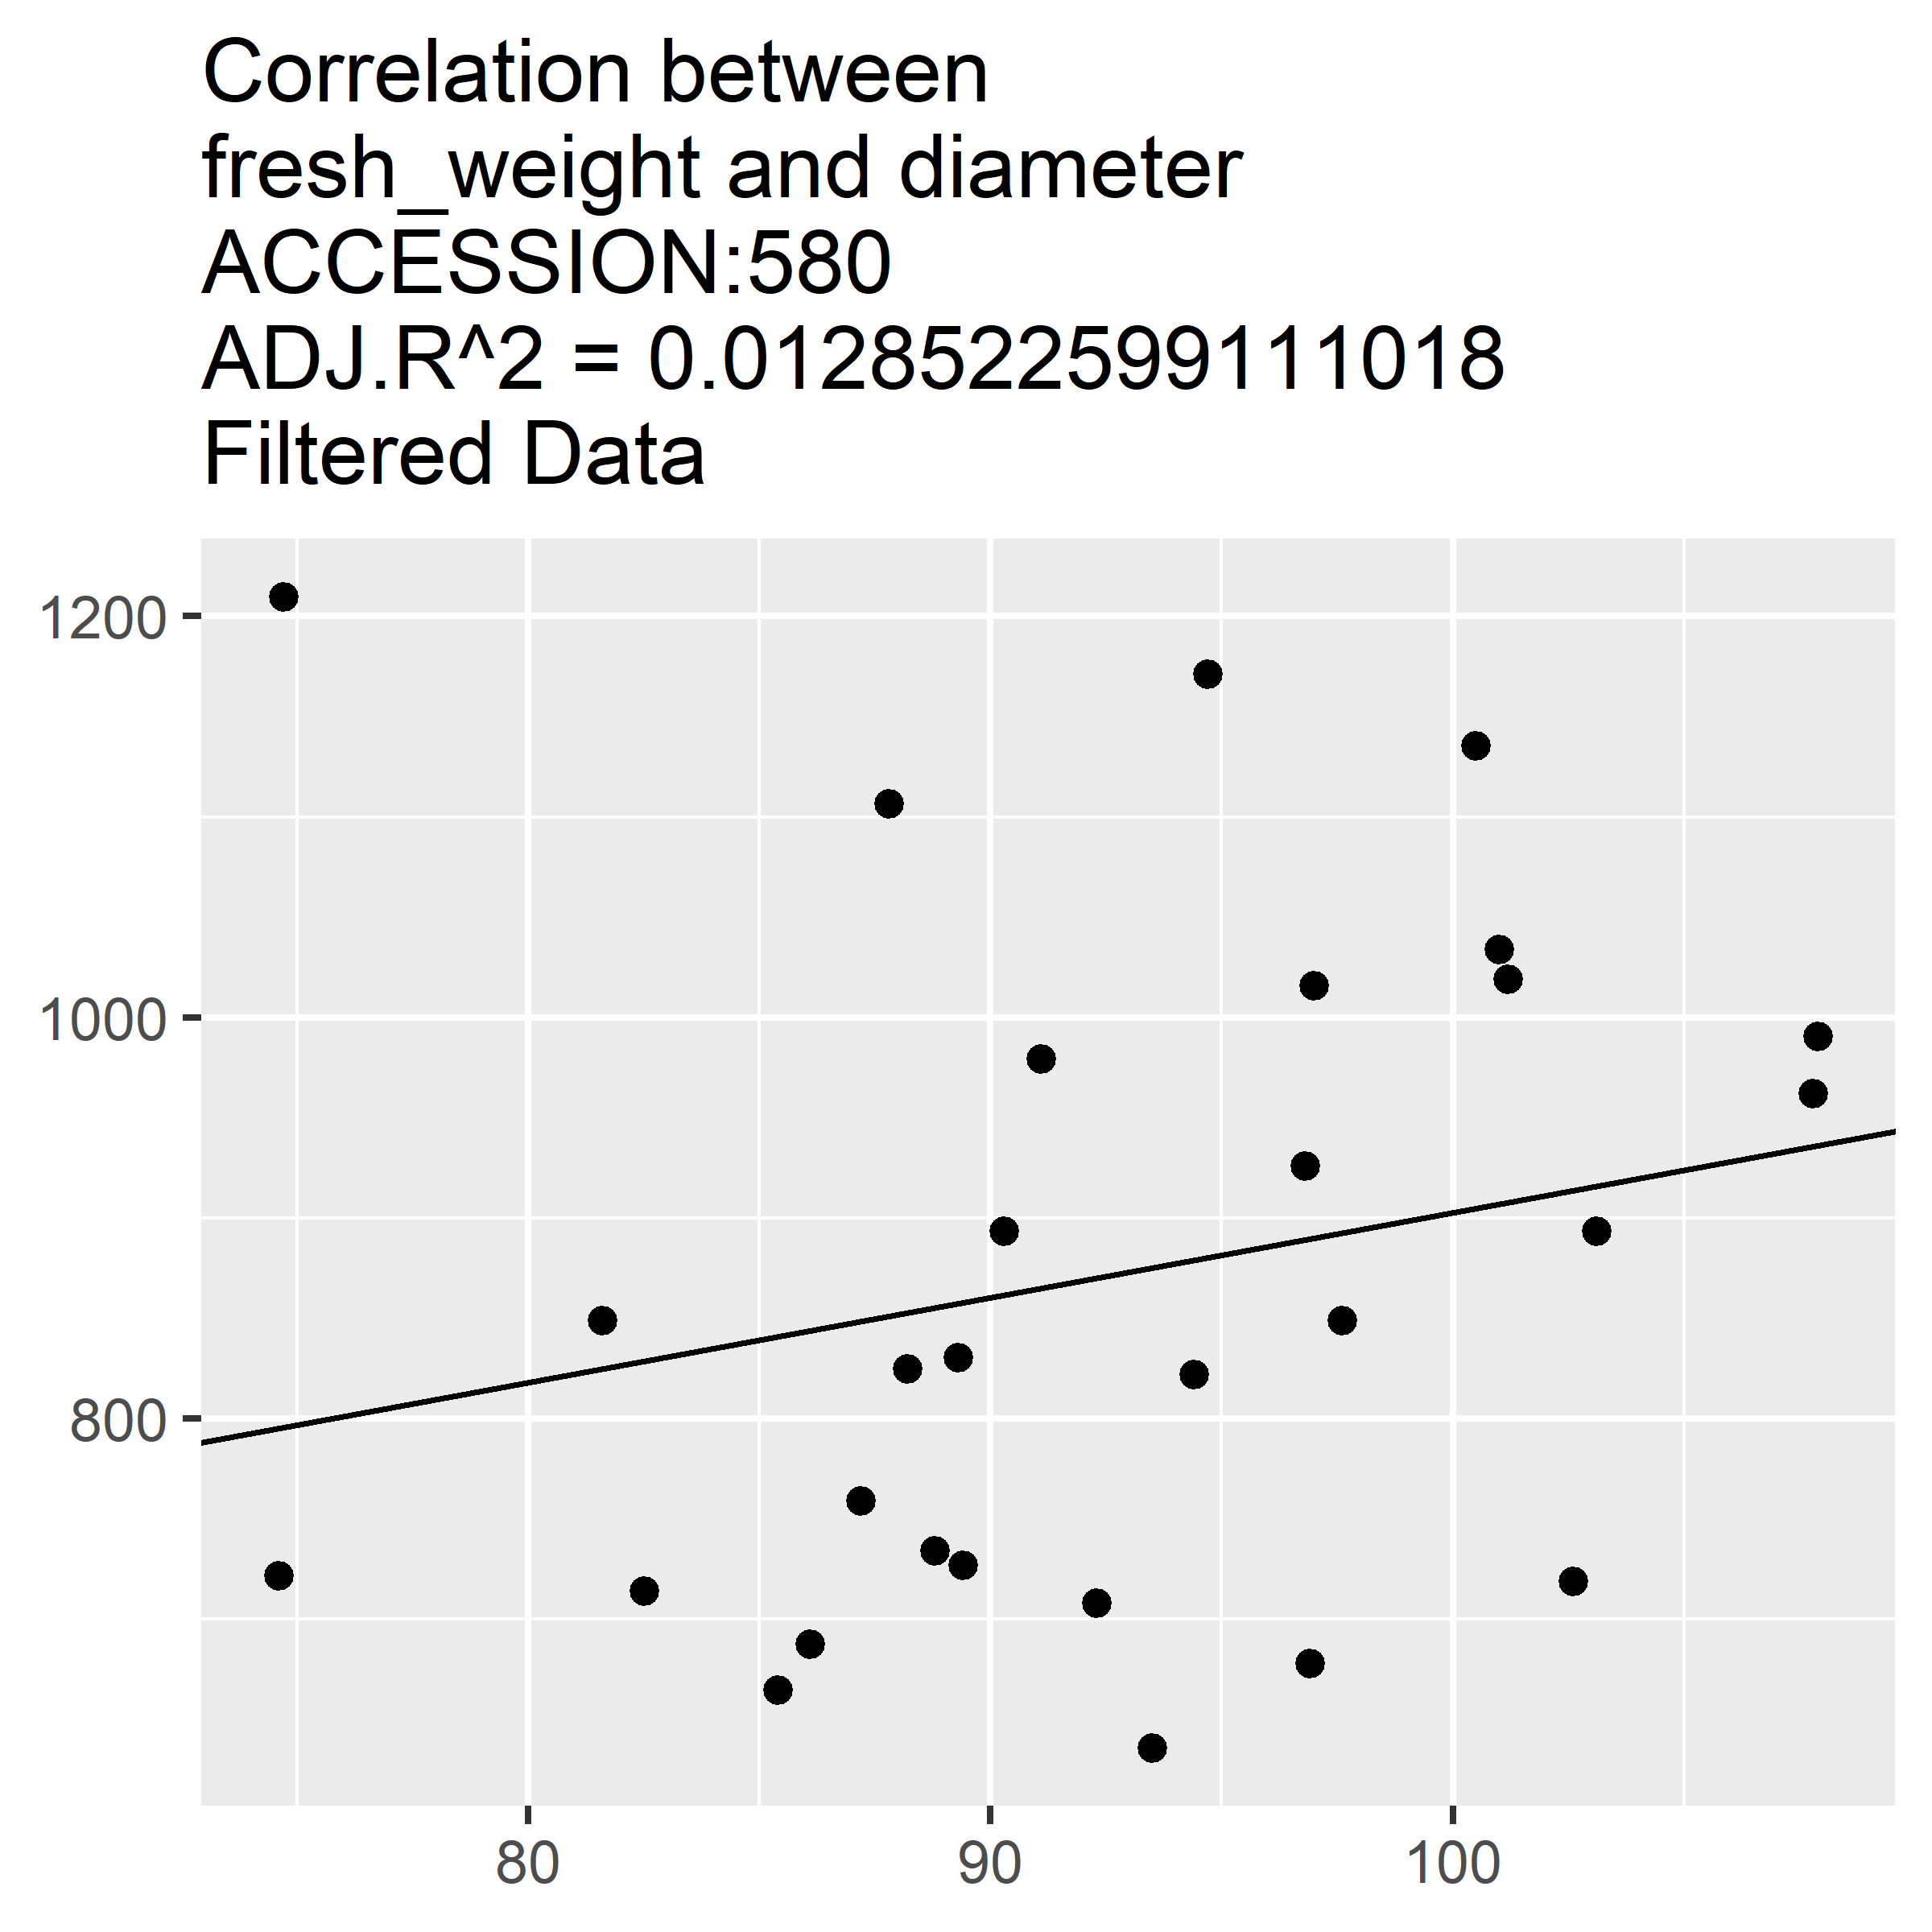 Correlation between
fresh_weight and diameter
ACCESSION:580
ADJ.R^2 = 0.0128522599111018
Filtered Data
1200
1000
800
80
90
100